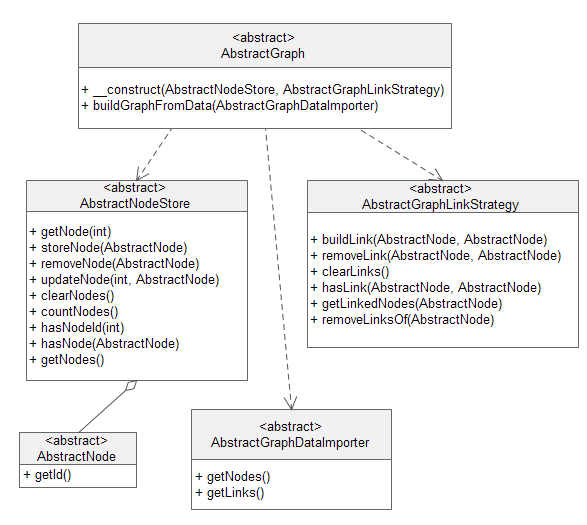 <abstract>
AbstractGraph
+ __construct(AbstractNodeStore, AbstractGraphLinkStrategy)
+ buildGraphFromData(AbstractGraphDataImporter)
<abstract>
AbstractNodeStore
+ getNode(int)
+ storeNode(AbstractNode)
+ removeNode(AbstractNode)
+ updateNode(int, AbstractNode)
+ clearNodes()
+ countNodes()
+ hasNodeId(int)
+ hasNode(AbstractNode)
+ getNodes()
<abstract>
AbstractGraphLinkStrategy
+ buildLink(AbstractNode, AbstractNode)
+ removeLink(AbstractNode, AbstractNode)
+ clearLinks()
+ hasLink(AbstractNode, AbstractNode)
+ getLinkedNodes(AbstractNode)
+ removeLinksOf(AbstractNode)
<abstract>
AbstractNode
+ getId()
<abstract>
AbstractGraphDataImporter
+ getNodes()
+ getLinks()